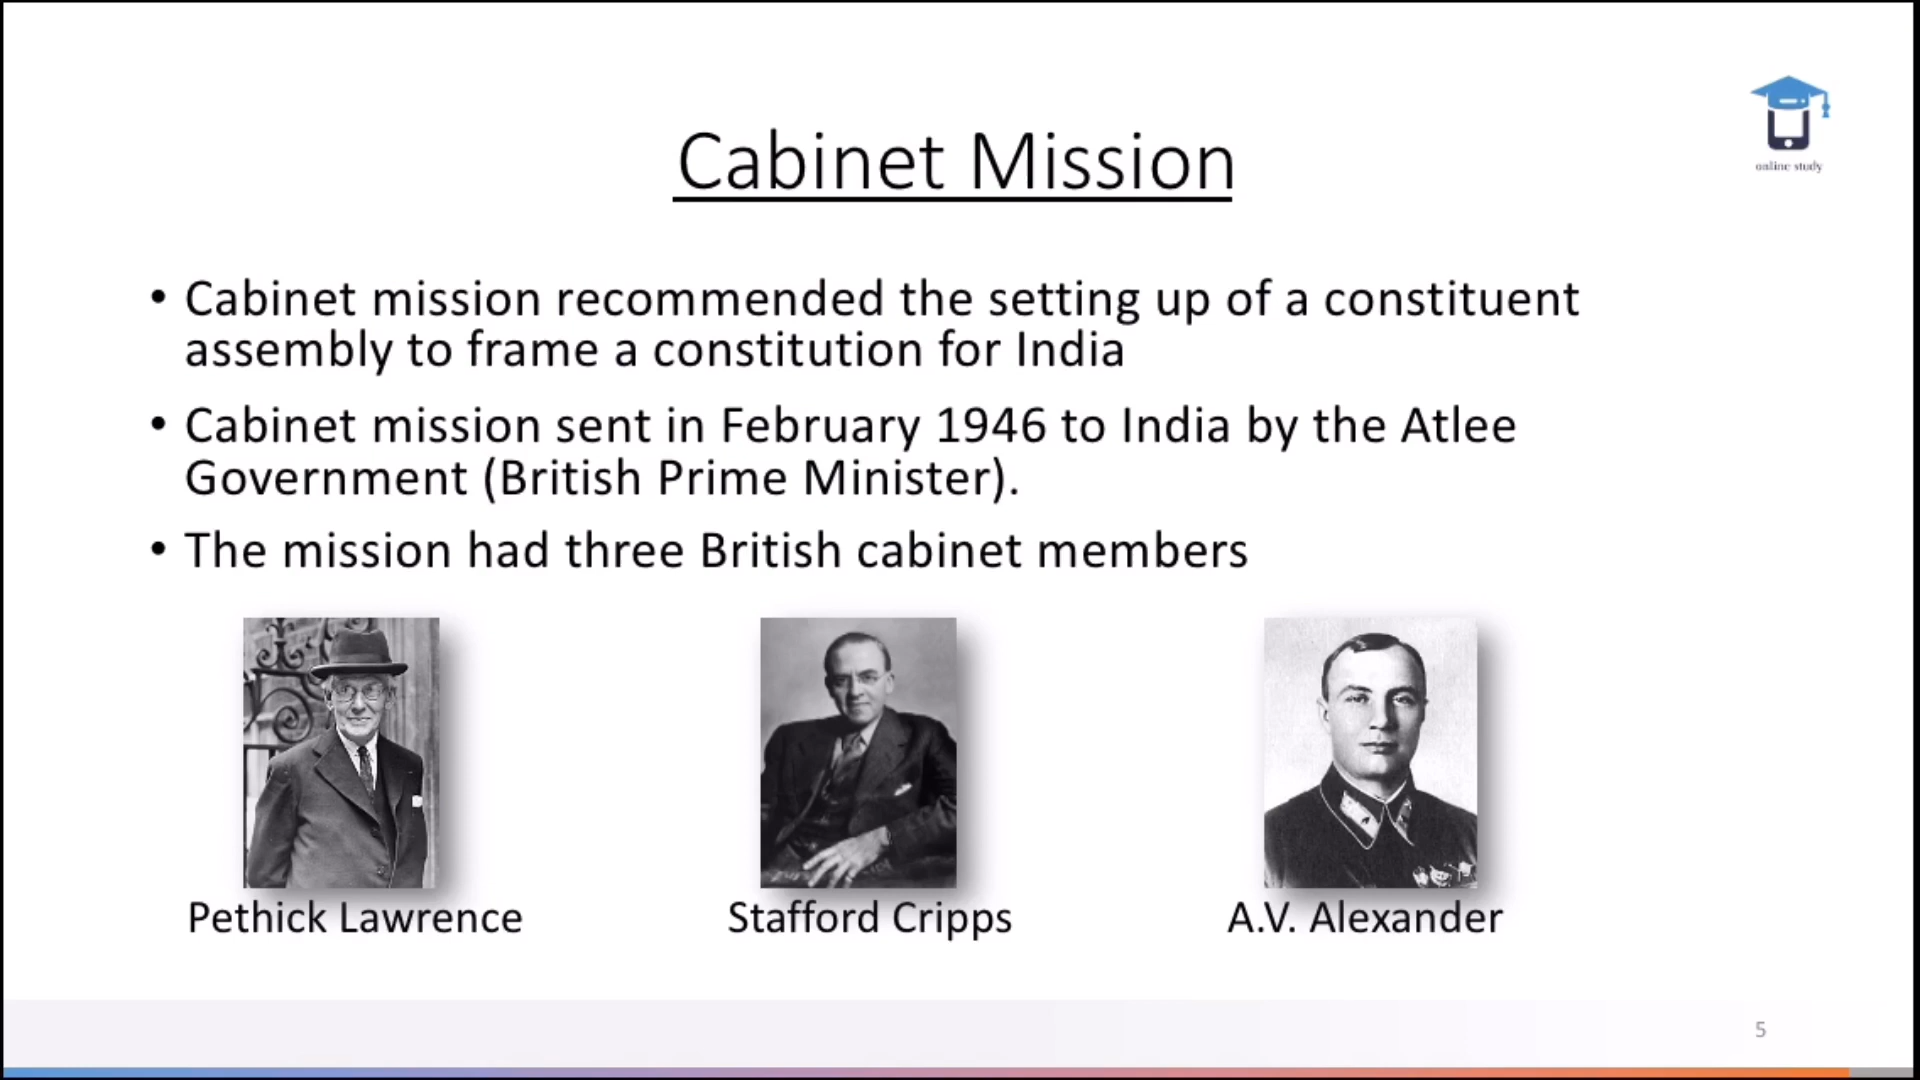 online study
Cabinet Mission
• Cabinet mission recommended the setting up of a constituent
assembly to frame a constitution for India
• Cabinet mission sent in February 1946 to India by the Atlee
Government (British Prime Minister).
• The mission had three British cabinet members
Pethick Lawrence
Stafford Cripps
A.V. Alexander
5